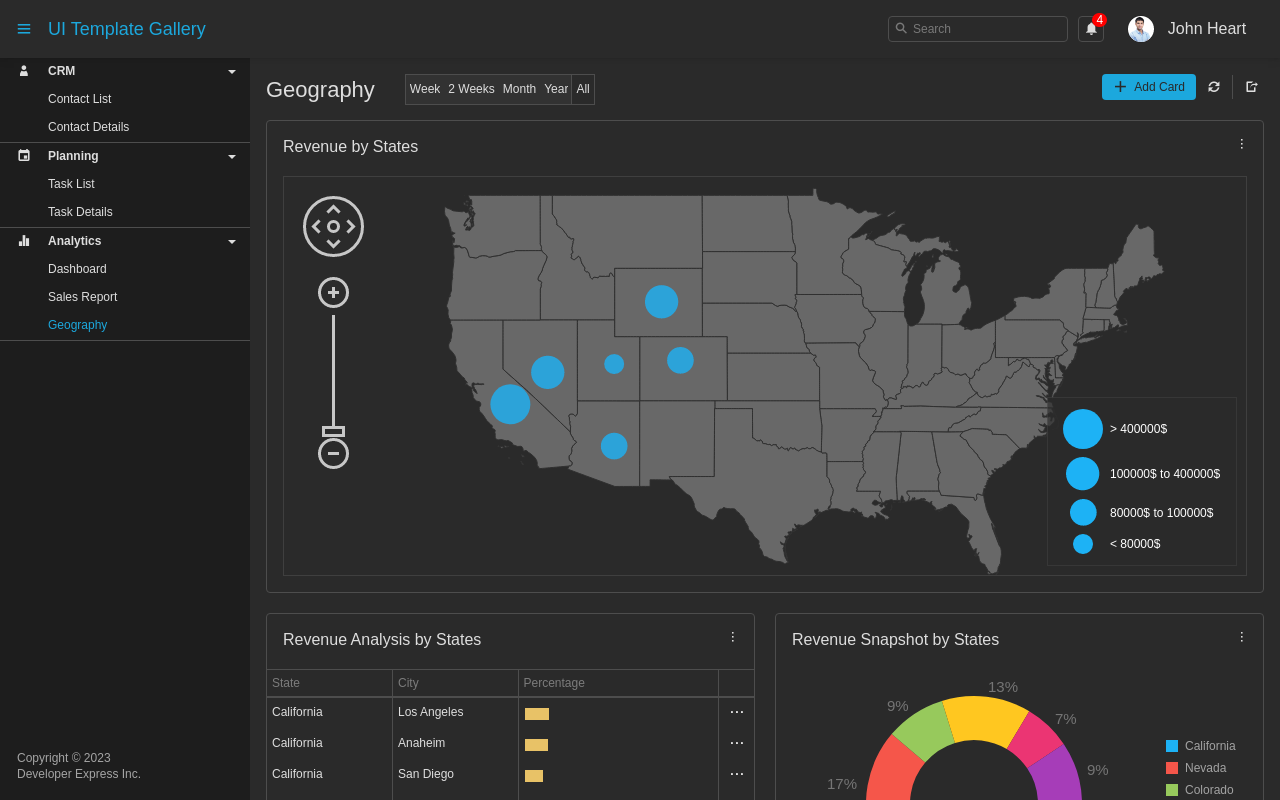 UI Template Gallery
Search
4
John Heart
CRM
Contact List
Contact Details
Planning
Task List
Task Details
Analytics
Dashboard
Sales Report
Geography
Copyright © 2023
Developer Express Inc.
Geography
Week 2 Weeks Month Year All
Add Card
Revenue by States
> 400000$
100000$ to 400000$
80000$ to 100000$
< 80000$
Revenue Analysis by States
State City Percentage
California Los Angeles
California Anaheim
California San Diego
Revenue Snapshot by States
13%
9%
7%
9%
17%
California
Nevada
Colorado